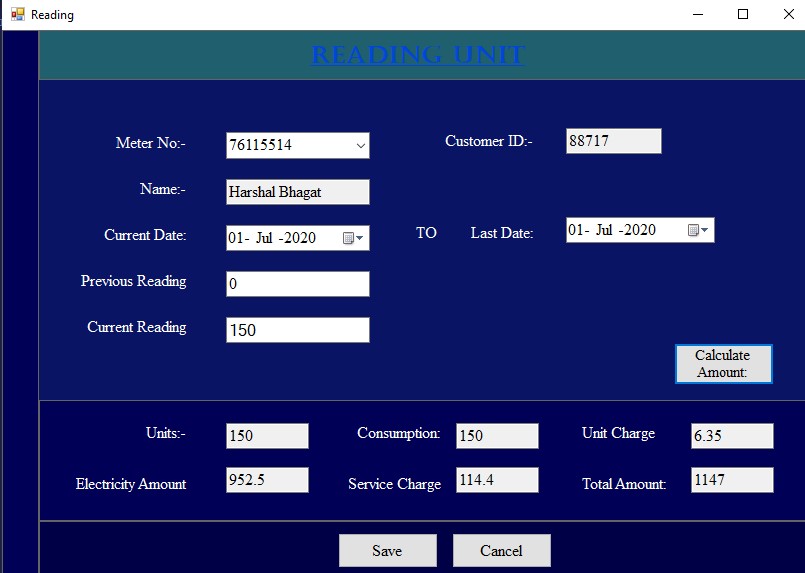 Reading
READING UNIT
Meter No:- 76115514 Customer ID:- 88717
Name:- Harshal Bhagat
Current Date: 01- Jul -2020 TO Last Date: 01- Jul -2020
Previous Reading 0
Current Reading 150
Calculate
Amount:
Units:- 150 Consumption: 150 Unit Charge 6.35
Electricity Amount 952.5 Service Charge 114.4 Total Amount: 1147
Save Cancel